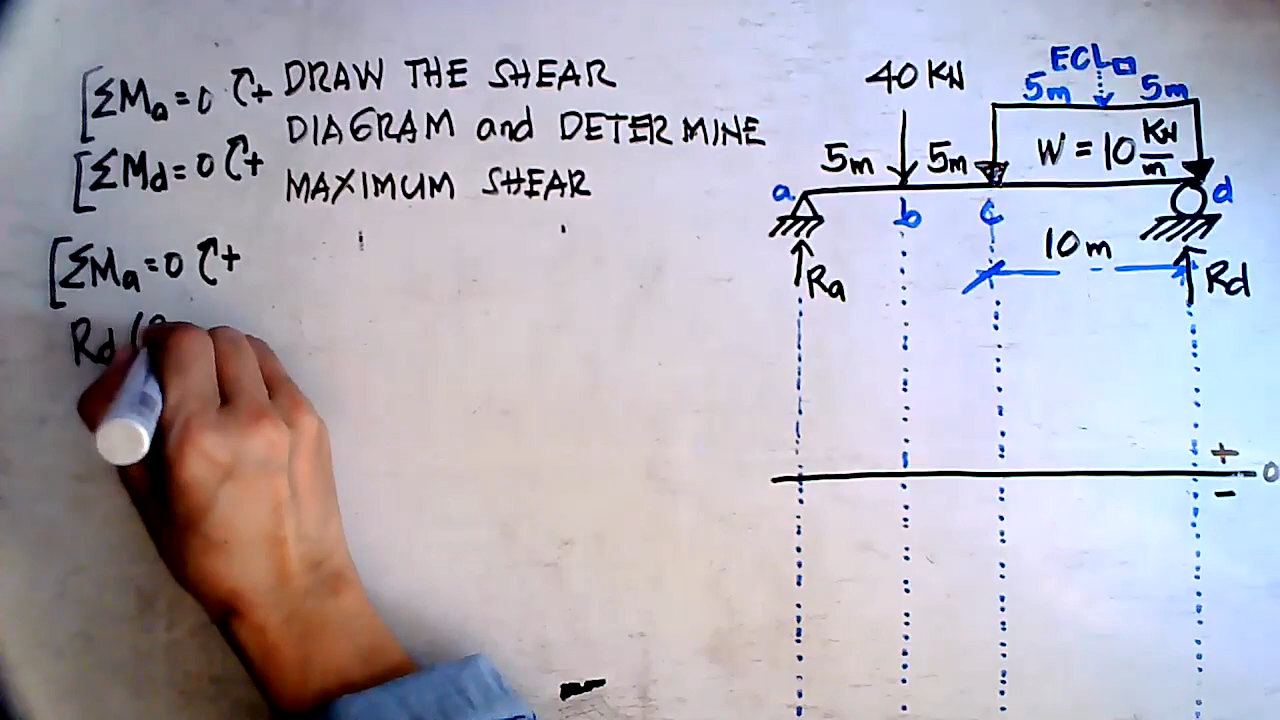 [ΣMa = 0 ↻+ DRAW THE SHEAR
DIAGRAM and DETERMINE
[ΣMd = 0 ↻+ MAXIMUM SHEAR
[ΣMa = 0 ↻+
Rd (
40 KN
ECL
5m 5m
5m 5m W = 10 KN/m
a b c d
10 m
Ra Rd
+
0
−